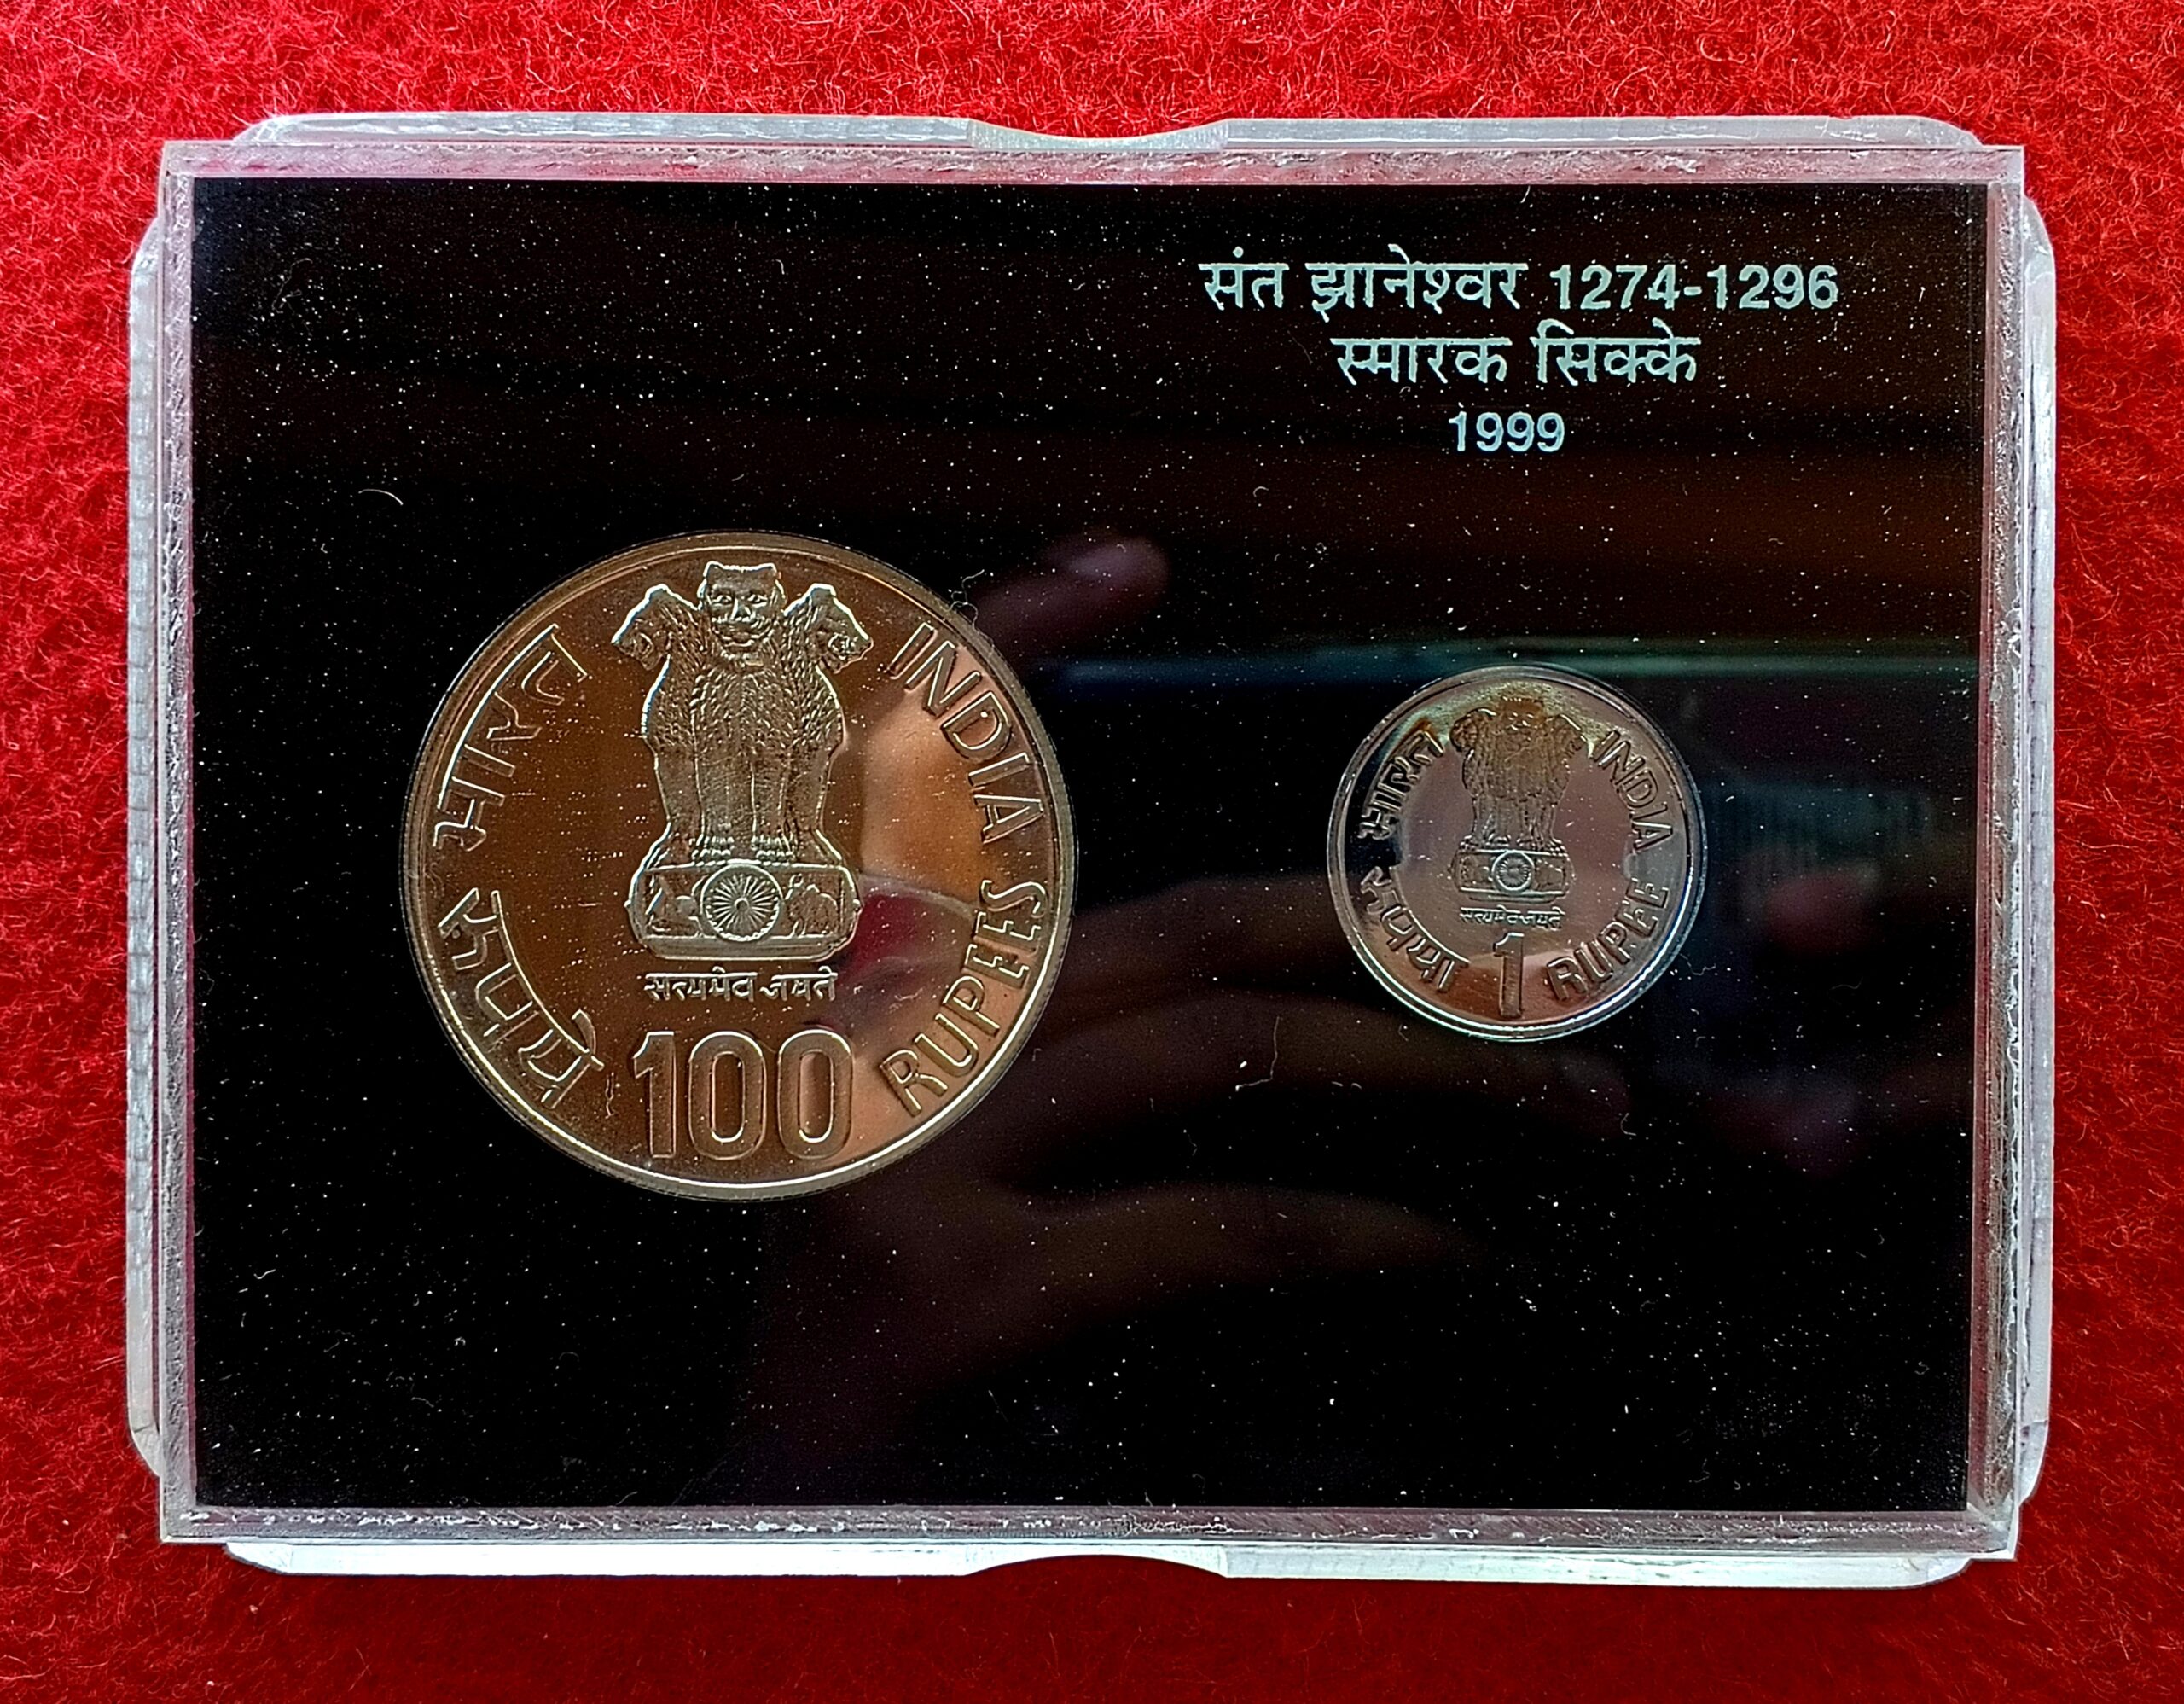 संत झानेश्वर 1274-1296
स्मारक सिक्के
1999
भारत
INDIA
रूपये
RUPEES
सत्यमेव जयते
100
भारत
INDIA
रूपया
RUPEE
सत्यमेव जयते
1